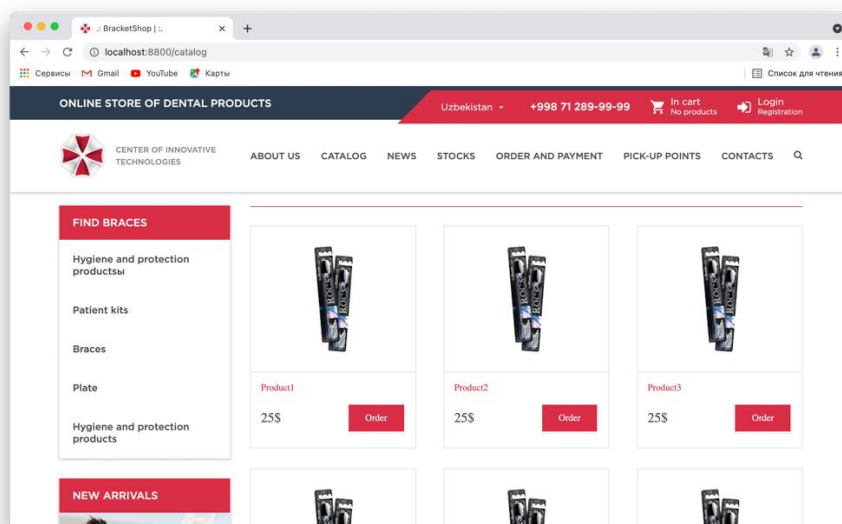 .: BracketShop | :.
localhost:8800/catalog
Сервисы Gmail YouTube Карты Список для чтения
ONLINE STORE OF DENTAL PRODUCTS
Uzbekistan
+998 71 289-99-99
In cart
No products
Login
Registration
CENTER OF INNOVATIVE
TECHNOLOGIES
ABOUT US CATALOG NEWS STOCKS ORDER AND PAYMENT PICK-UP POINTS CONTACTS
FIND BRACES
Hygiene and protection
productsы
Patient kits
Braces
Plate
Hygiene and protection
products
NEW ARRIVALS
ROCS ROCS ROCS
Product1 Product2 Product3
25$ Order 25$ Order 25$ Order